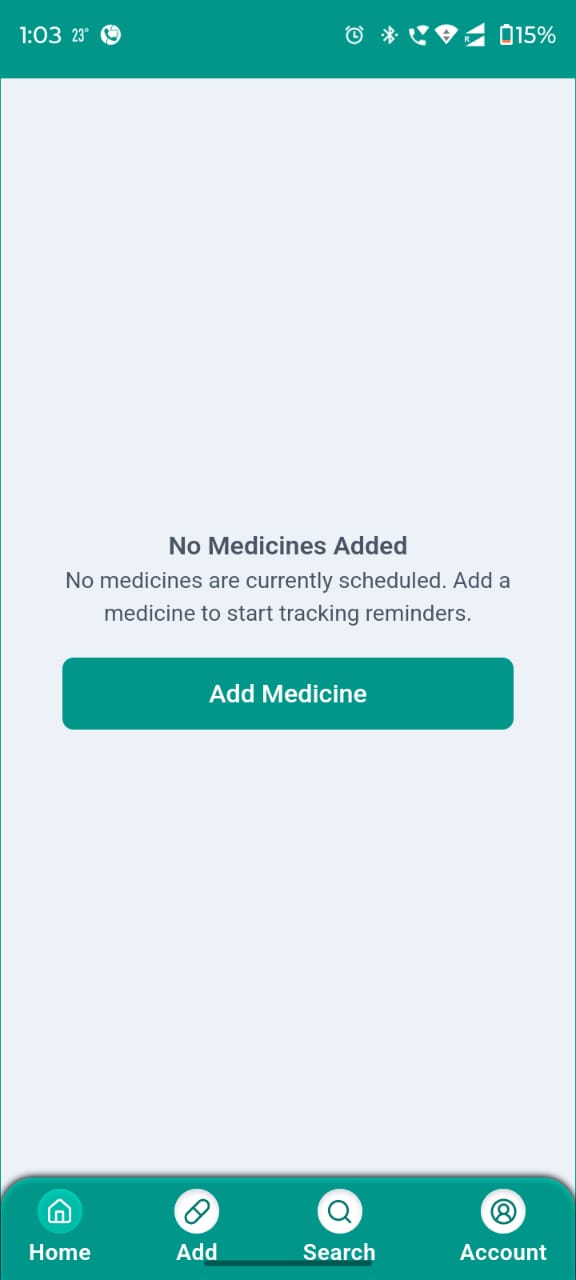 1:03 23° 15%
No Medicines Added
No medicines are currently scheduled. Add a
medicine to start tracking reminders.
Add Medicine
Home Add Search Account